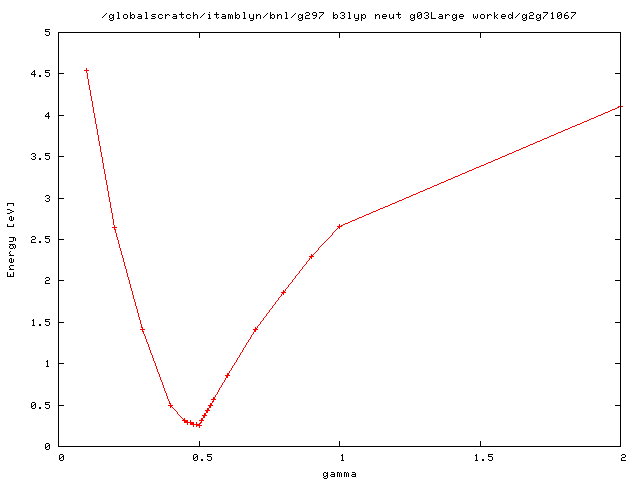 /globalscratch/itamblyn/bnl/g297 b3lyp neut g03Large worked/g2g71067
5
4.5
4
3.5
3
2.5
2
1.5
1
0.5
0
Energy [eV]
0 0.5 1 1.5 2
gamma